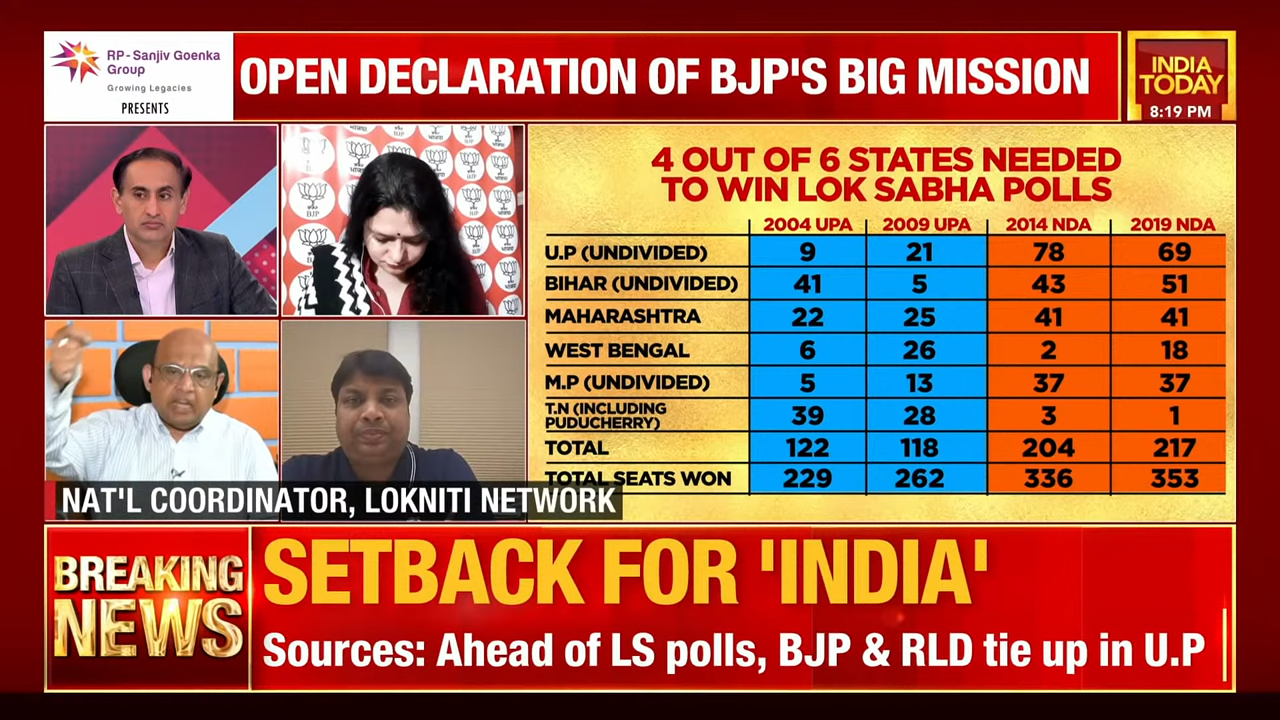 RP-Sanjiv Goenka
Group
Growing Legacies
PRESENTS
OPEN DECLARATION OF BJP'S BIG MISSION
INDIA
TODAY
8:19 PM
BJP
4 OUT OF 6 STATES NEEDED
TO WIN LOK SABHA POLLS
2004 UPA 2009 UPA 2014 NDA 2019 NDA
U.P (UNDIVIDED) 9 21 78 69
BIHAR (UNDIVIDED) 41 5 43 51
MAHARASHTRA 22 25 41 41
WEST BENGAL 6 26 2 18
M.P (UNDIVIDED) 5 13 37 37
T.N (INCLUDING
PUDUCHERRY) 39 28 3 1
TOTAL 122 118 204 217
TOTAL SEATS WON 229 262 336 353
NAT'L COORDINATOR, LOKNITI NETWORK
BREAKING
NEWS
SETBACK FOR 'INDIA'
Sources: Ahead of LS polls, BJP & RLD tie up in U.P